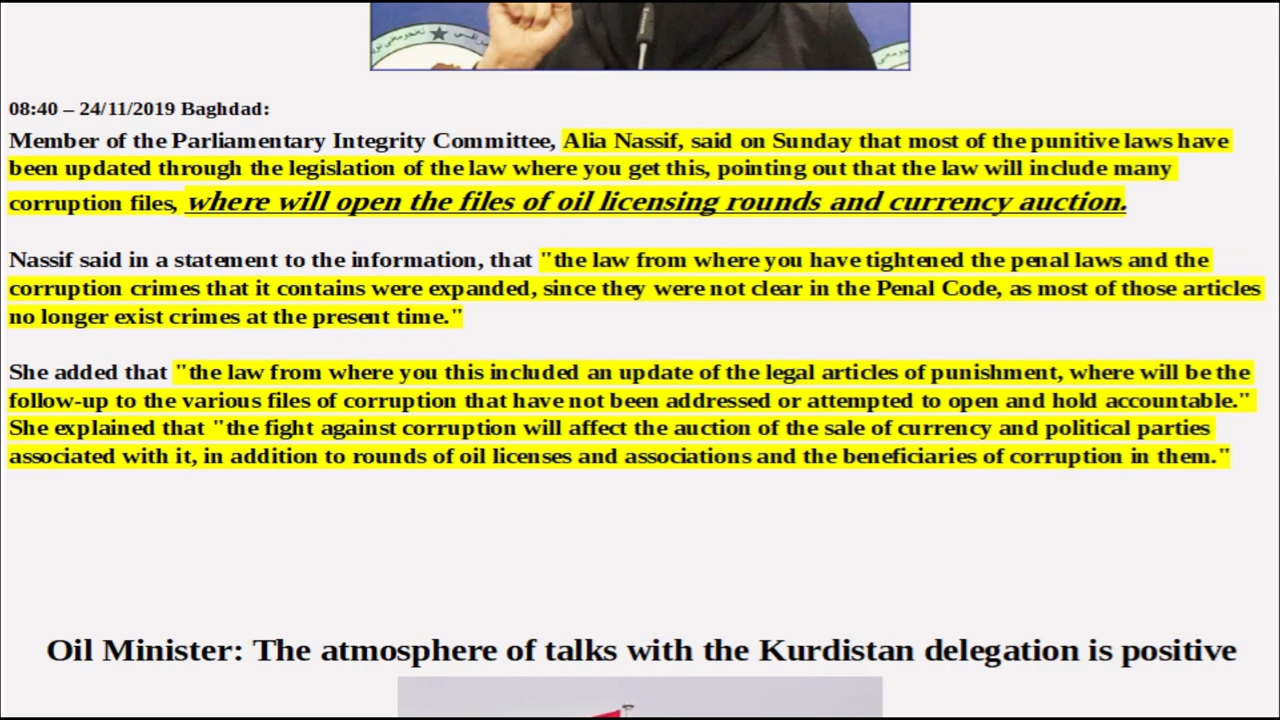 08:40 – 24/11/2019 Baghdad:
Member of the Parliamentary Integrity Committee, Alia Nassif, said on Sunday that most of the punitive laws have
been updated through the legislation of the law where you get this, pointing out that the law will include many
corruption files, where will open the files of oil licensing rounds and currency auction.
Nassif said in a statement to the information, that "the law from where you have tightened the penal laws and the
corruption crimes that it contains were expanded, since they were not clear in the Penal Code, as most of those articles
no longer exist crimes at the present time."
She added that "the law from where you this included an update of the legal articles of punishment, where will be the
follow-up to the various files of corruption that have not been addressed or attempted to open and hold accountable."
She explained that "the fight against corruption will affect the auction of the sale of currency and political parties
associated with it, in addition to rounds of oil licenses and associations and the beneficiaries of corruption in them."
Oil Minister: The atmosphere of talks with the Kurdistan delegation is positive